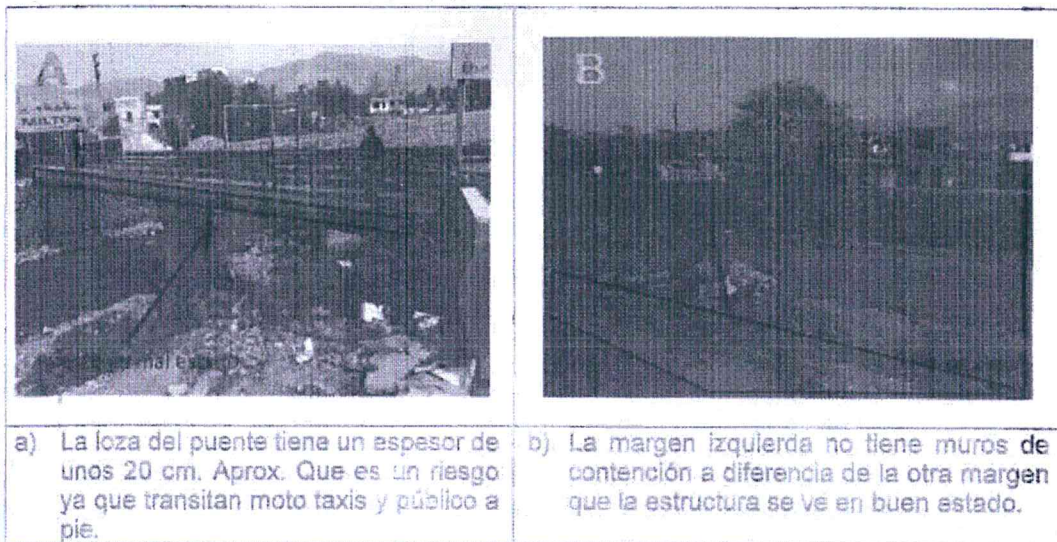 A
MILTON
mal
B
a) La loza del puente tiene un espesor de
unos 20 cm. Aprox. Que es un riesgo
ya que transitan moto taxis y público a
pie.
b) La margen izquierda no tiene muros de
contención a diferencia de la otra margen
que la estructura se ve en buen estado.